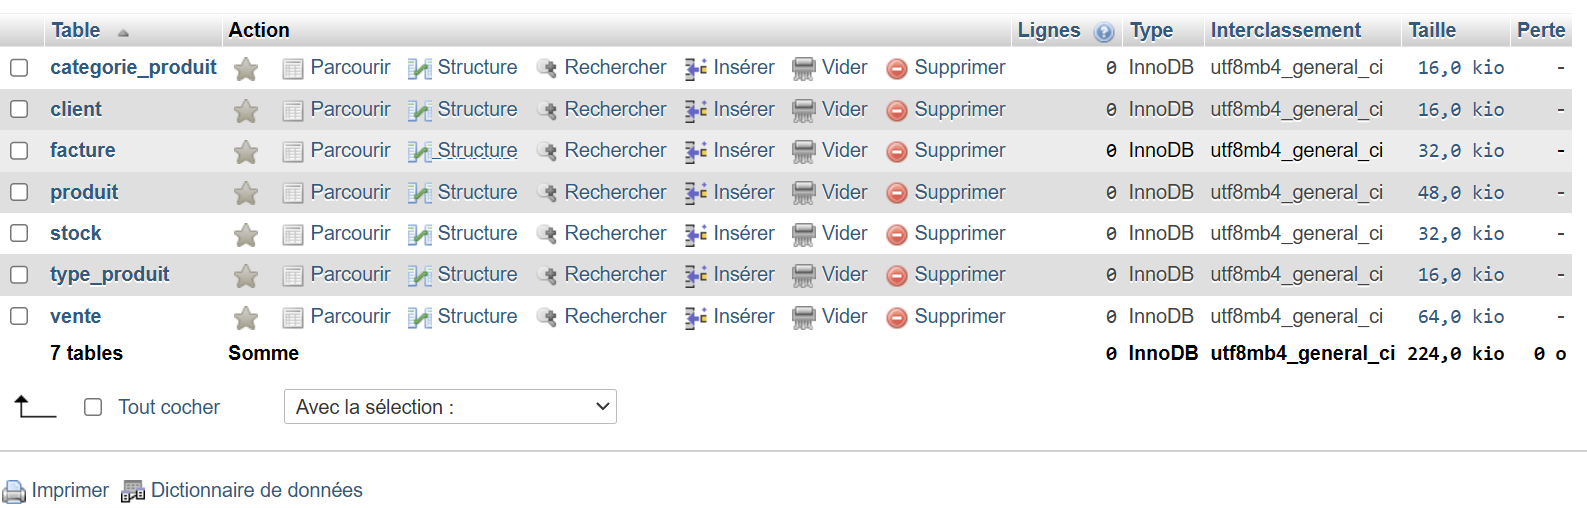 Table Action Lignes Type Interclassement Taille Perte
categorie_produit Parcourir Structure Rechercher Insérer Vider Supprimer 0 InnoDB utf8mb4_general_ci 16,0 kio -
client Parcourir Structure Rechercher Insérer Vider Supprimer 0 InnoDB utf8mb4_general_ci 16,0 kio -
facture Parcourir Structure Rechercher Insérer Vider Supprimer 0 InnoDB utf8mb4_general_ci 32,0 kio -
produit Parcourir Structure Rechercher Insérer Vider Supprimer 0 InnoDB utf8mb4_general_ci 48,0 kio -
stock Parcourir Structure Rechercher Insérer Vider Supprimer 0 InnoDB utf8mb4_general_ci 32,0 kio -
type_produit Parcourir Structure Rechercher Insérer Vider Supprimer 0 InnoDB utf8mb4_general_ci 16,0 kio -
vente Parcourir Structure Rechercher Insérer Vider Supprimer 0 InnoDB utf8mb4_general_ci 64,0 kio -
7 tables Somme 0 InnoDB utf8mb4_general_ci 224,0 kio 0 o
Tout cocher Avec la sélection :
Imprimer Dictionnaire de données